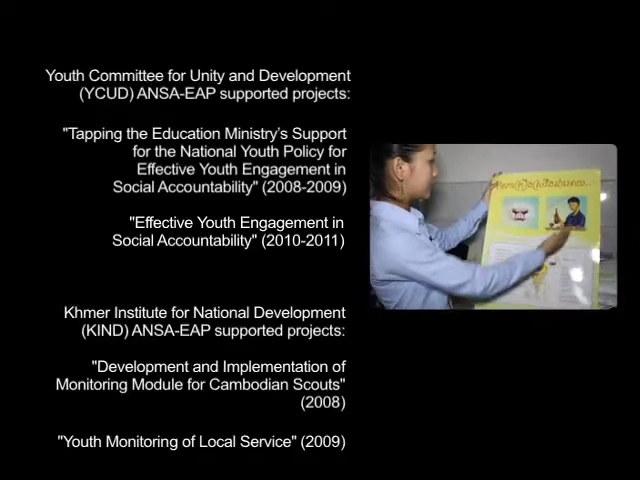 Youth Committee for Unity and Development
(YCUD) ANSA-EAP supported projects:
"Tapping the Education Ministry's Support
for the National Youth Policy for
Effective Youth Engagement in
Social Accountability" (2008-2009)
"Effective Youth Engagement in
Social Accountability" (2010-2011)
Khmer Institute for National Development
(KIND) ANSA-EAP supported projects:
"Development and Implementation of
Monitoring Module for Cambodian Scouts"
(2008)
"Youth Monitoring of Local Service" (2009)